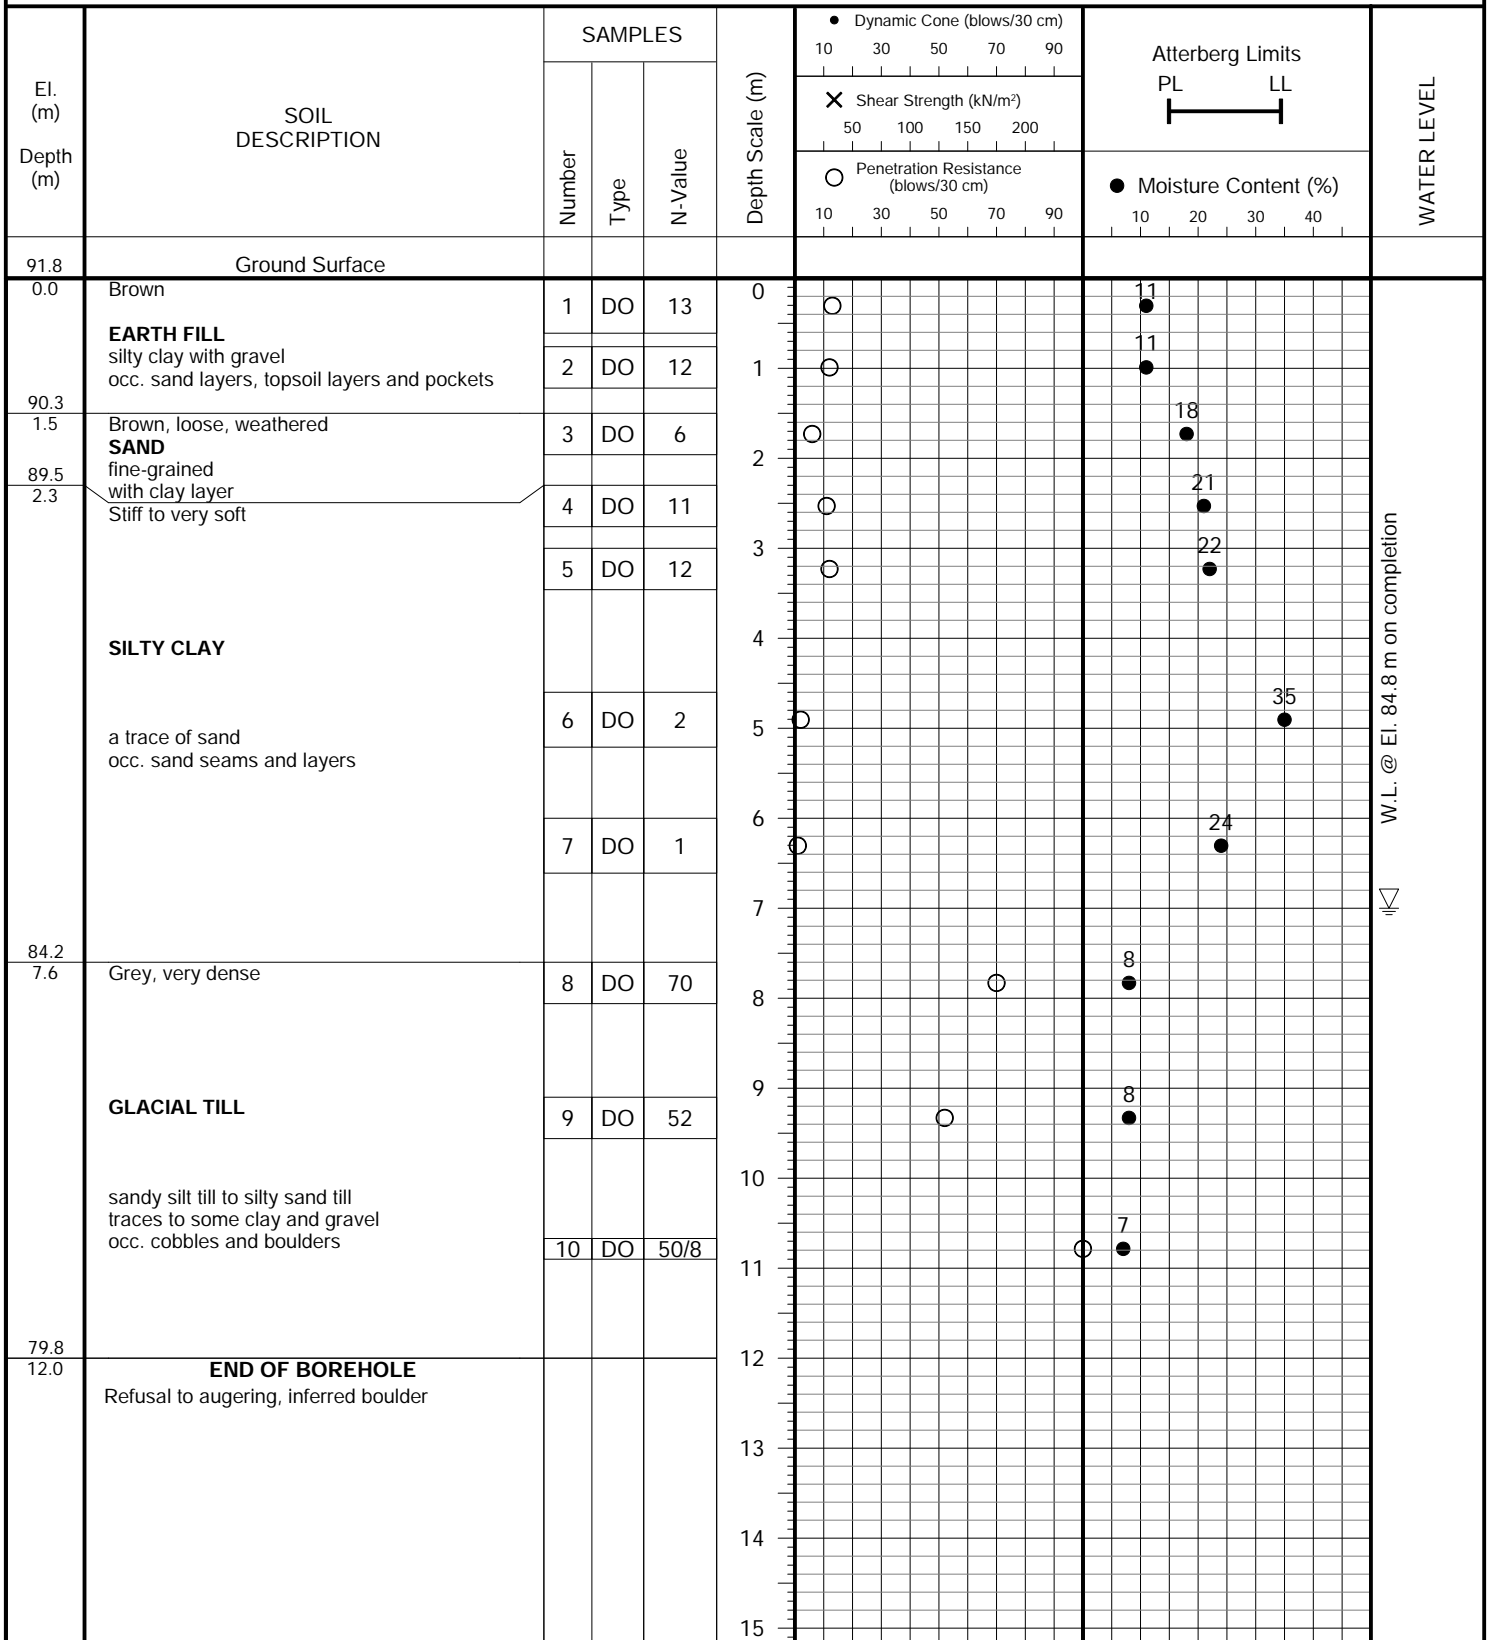 El.
(m)
Depth
(m)
SOIL
DESCRIPTION
SAMPLES
Number
Type
N-Value
Depth Scale (m)
Dynamic Cone (blows/30 cm)
10 30 50 70 90
Shear Strength (kN/m²)
50 100 150 200
Penetration Resistance
(blows/30 cm)
10 30 50 70 90
Atterberg Limits
PL LL
Moisture Content (%)
10 20 30 40
WATER LEVEL
91.8 Ground Surface
0.0 Brown
0
1 DO 13
11
EARTH FILL
silty clay with gravel
occ. sand layers, topsoil layers and pockets
2 DO 12
1
11
90.3
1.5 Brown, loose, weathered
SAND
fine-grained
with clay layer
3 DO 6
18
2
89.5
2.3
Stiff to very soft
4 DO 11
21
3
5 DO 12
22
SILTY CLAY
4
a trace of sand
occ. sand seams and layers
6 DO 2
35
5
6
7 DO 1
24
7
W.L. @ El. 84.8 m on completion
84.2
7.6 Grey, very dense
8 DO 70
8
8
9
GLACIAL TILL
9 DO 52
8
10
sandy silt till to silty sand till
traces to some clay and gravel
occ. cobbles and boulders
10 DO 50/8
7
11
79.8
12.0 END OF BOREHOLE
Refusal to augering, inferred boulder
12
13
14
15